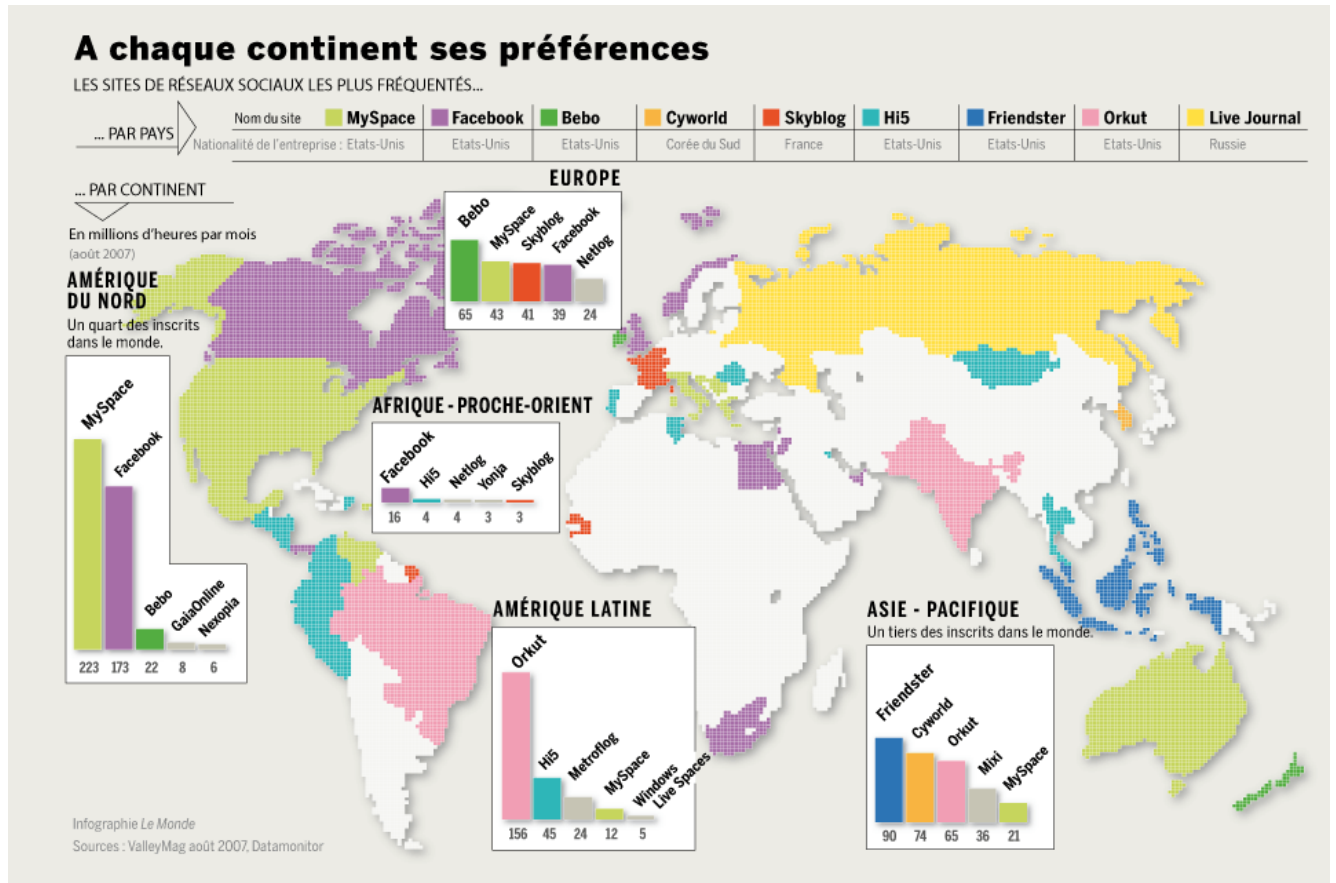 A chaque continent ses préférences
LES SITES DE RÉSEAUX SOCIAUX LES PLUS FRÉQUENTÉS...
... PAR PAYS
Nom du site MySpace Facebook Bebo Cyworld Skyblog Hi5 Friendster Orkut Live Journal
Nationalité de l'entreprise : Etats-Unis Etats-Unis Etats-Unis Corée du Sud France Etats-Unis Etats-Unis Etats-Unis Russie
... PAR CONTINENT
En millions d'heures par mois
(août 2007)
AMÉRIQUE
DU NORD
Un quart des inscrits
dans le monde.
MySpace Facebook Bebo GaiaOnline Nexopia
223 173 22 8 6
EUROPE
Bebo MySpace Skyblog Facebook Netlog
65 43 41 39 24
AFRIQUE - PROCHE-ORIENT
Facebook Hi5 Netlog Yonja Skyblog
16 4 4 3 3
AMÉRIQUE LATINE
Orkut Hi5 Metroflog MySpace Windows
Live Spaces
156 45 24 12 5
ASIE - PACIFIQUE
Un tiers des inscrits dans le monde.
Friendster Cyworld Orkut Mixi MySpace
90 74 65 36 21
Infographie Le Monde
Sources : ValleyMag août 2007, Datamonitor